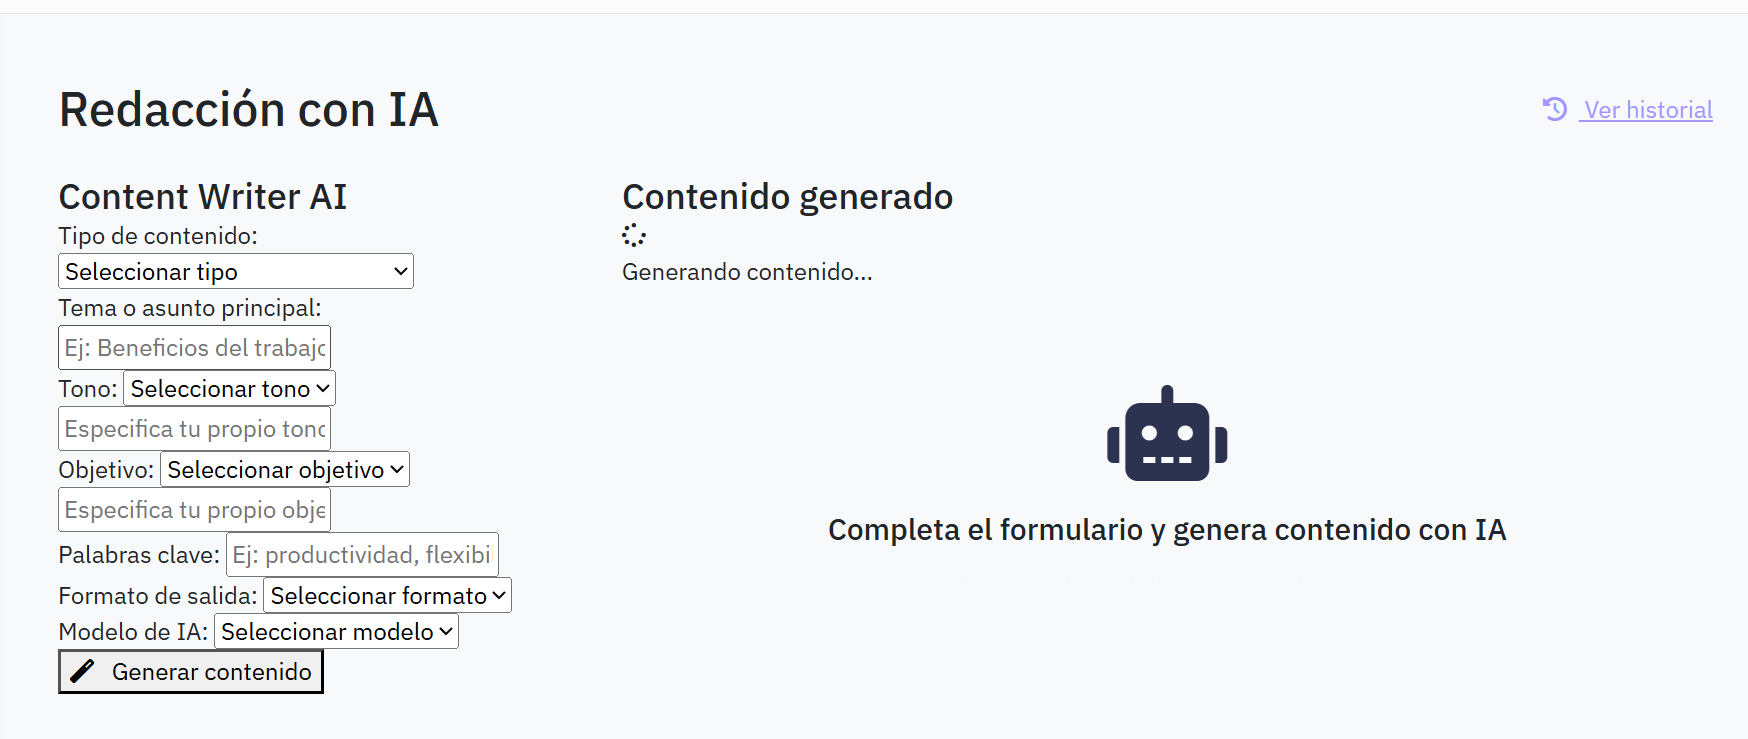 Redacción con IA
Ver historial
Content Writer AI
Tipo de contenido:
Seleccionar tipo
Tema o asunto principal:
Ej: Beneficios del trabajo
Tono: Seleccionar tono
Especifica tu propio tono
Objetivo: Seleccionar objetivo
Especifica tu propio obje
Palabras clave: Ej: productividad, flexibil
Formato de salida: Seleccionar formato
Modelo de IA: Seleccionar modelo
Generar contenido
Contenido generado
Generando contenido...
Completa el formulario y genera contenido con IA